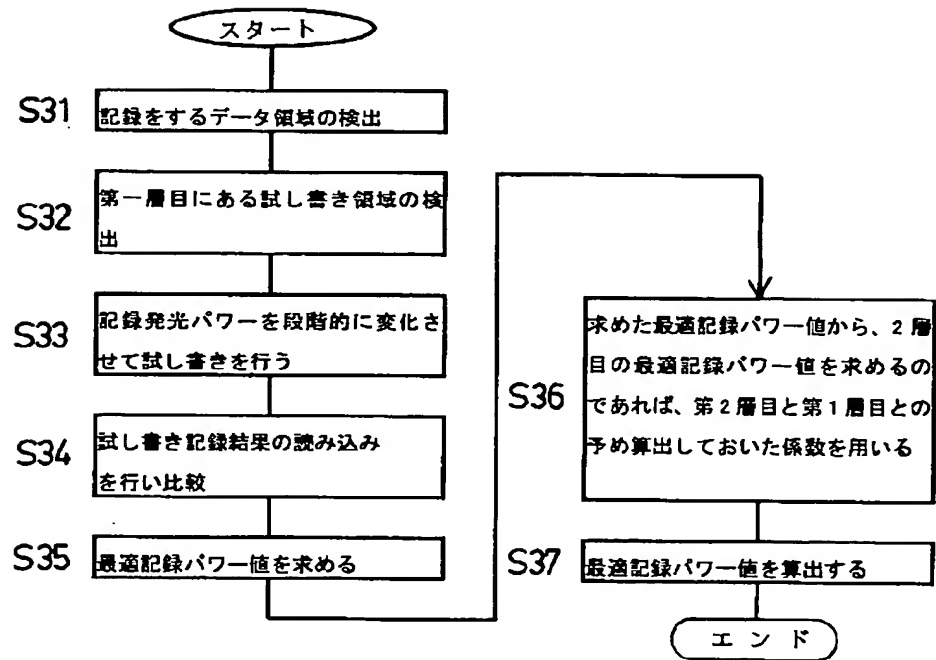 スタート
S31
記録をするデータ領域の検出
S32
第一層目にある試し書き領域の検
出
S33
記録発光パワーを段階的に変化さ
せて試し書きを行う
S34
試し書き記録結果の読み込み
を行い比較
S35
最適記録パワー値を求める
S36
求めた最適記録パワー値から、2層
目の最適記録パワー値を求めるの
であれば、第2層目と第1層目との
予め算出しておいた係数を用いる
S37
最適記録パワー値を算出する
エンド